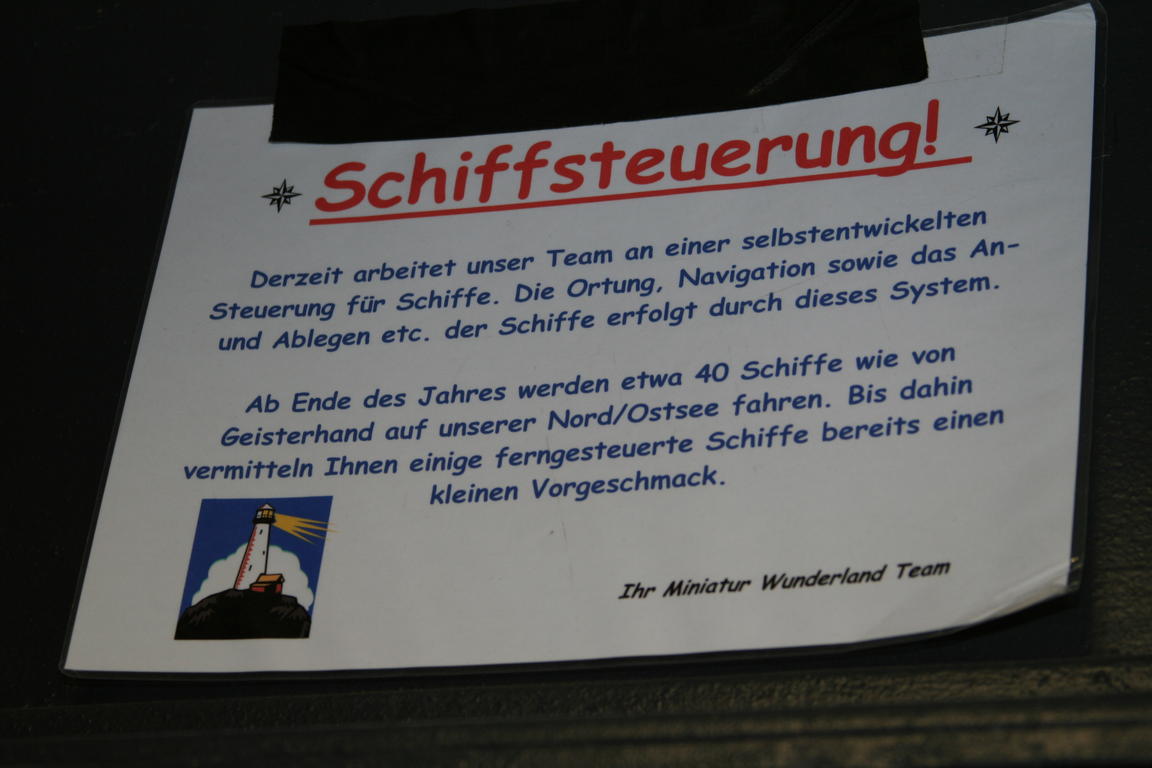 Schiffsteuerung!
Derzeit arbeitet unser Team an einer selbstentwickelten
Steuerung für Schiffe. Die Ortung, Navigation sowie das An-
und Ablegen etc. der Schiffe erfolgt durch dieses System.
Ab Ende des Jahres werden etwa 40 Schiffe wie von
Geisterhand auf unserer Nord/Ostsee fahren. Bis dahin
vermitteln Ihnen einige ferngesteuerte Schiffe bereits einen
kleinen Vorgeschmack.
Ihr Miniatur Wunderland Team